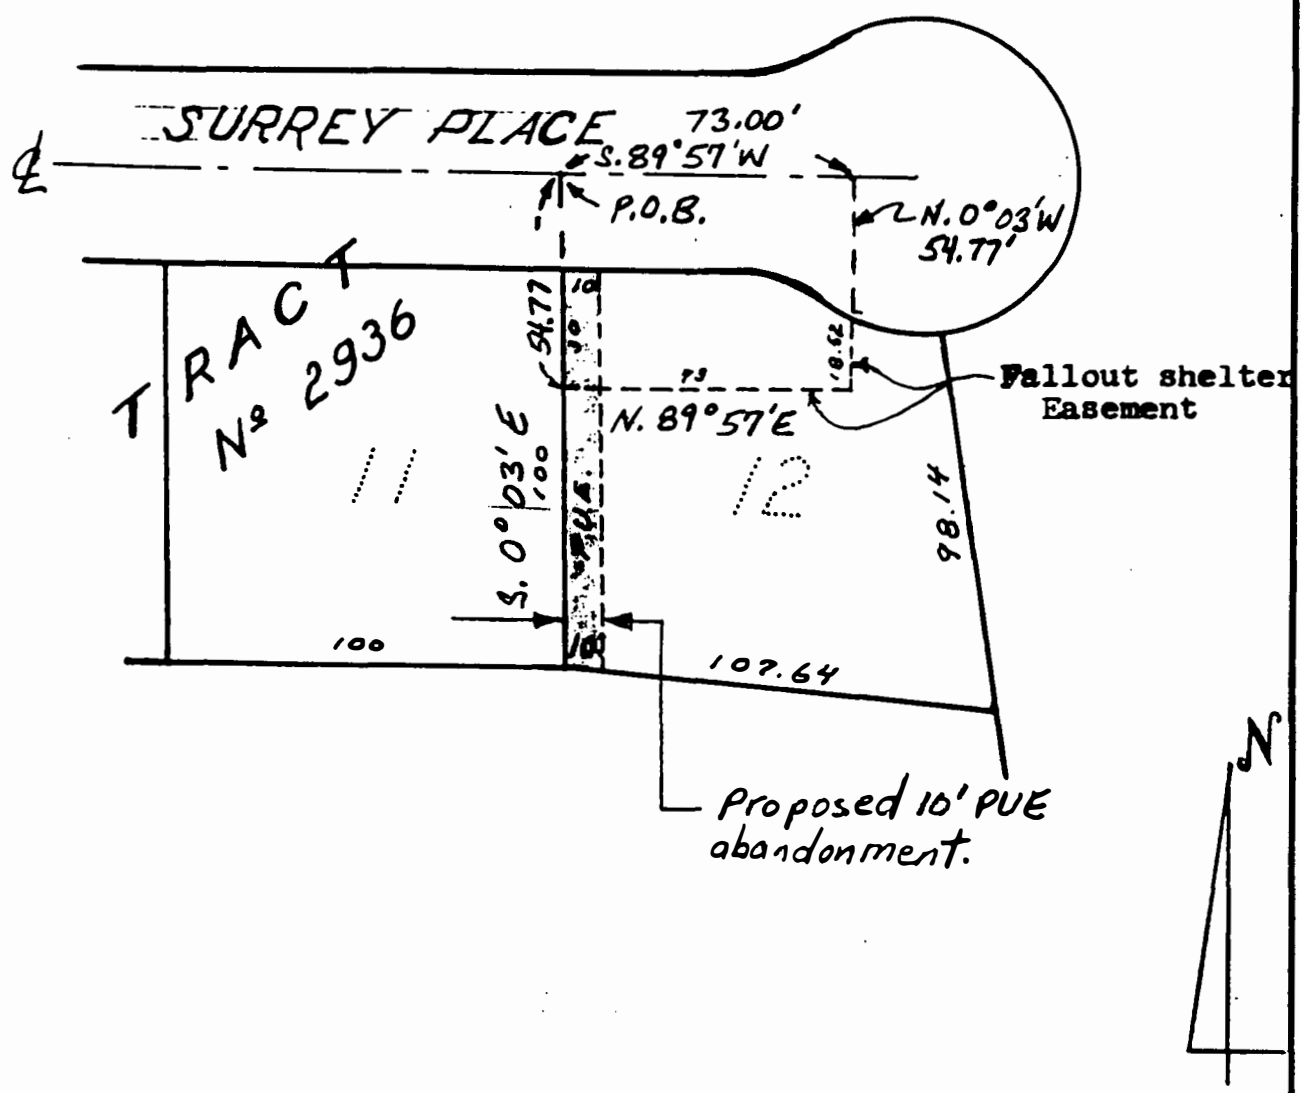 SURREY PLACE
73.00'
S. 89°57'W
℄
P.O.B.
N. 0°03'W
54.77'
TRACT
Nº 2936
54.77
10
30
18.62
73
N. 89°57'E
Fallout shelter
Easement
S. 0°03'E
100
11
12
P.U.E.
98.14
100
10
107.64
Proposed 10' PUE
abandonment.
N